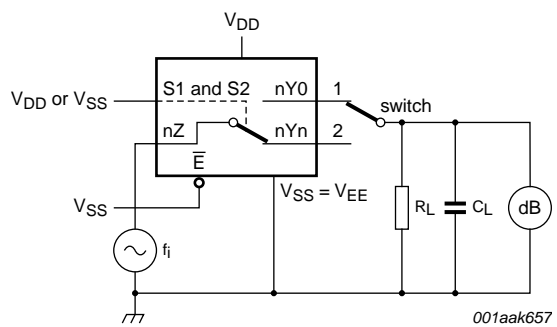 VDD
VDD or VSS
S1 and S2
nY0
1
switch
nZ
nYn
2
E
VSS
VSS = VEE
fi
RL
CL
dB
001aak657